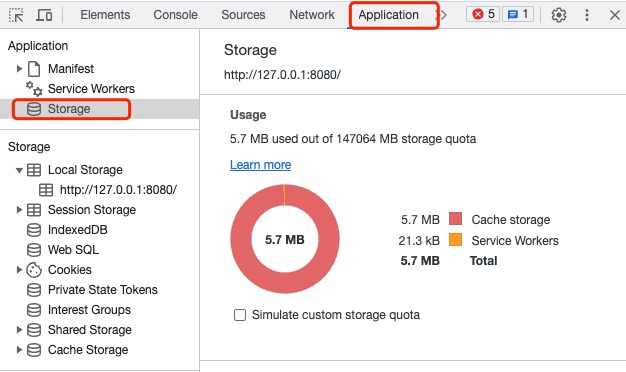 Elements Console Sources Network Application 5 1
Application
Manifest
Service Workers
Storage
Storage
Local Storage
http://127.0.0.1:8080/
Session Storage
IndexedDB
Web SQL
Cookies
Private State Tokens
Interest Groups
Shared Storage
Cache Storage
Storage
http://127.0.0.1:8080/
Usage
5.7 MB used out of 147064 MB storage quota
Learn more
5.7 MB
5.7 MB Cache storage
21.3 kB Service Workers
5.7 MB Total
Simulate custom storage quota